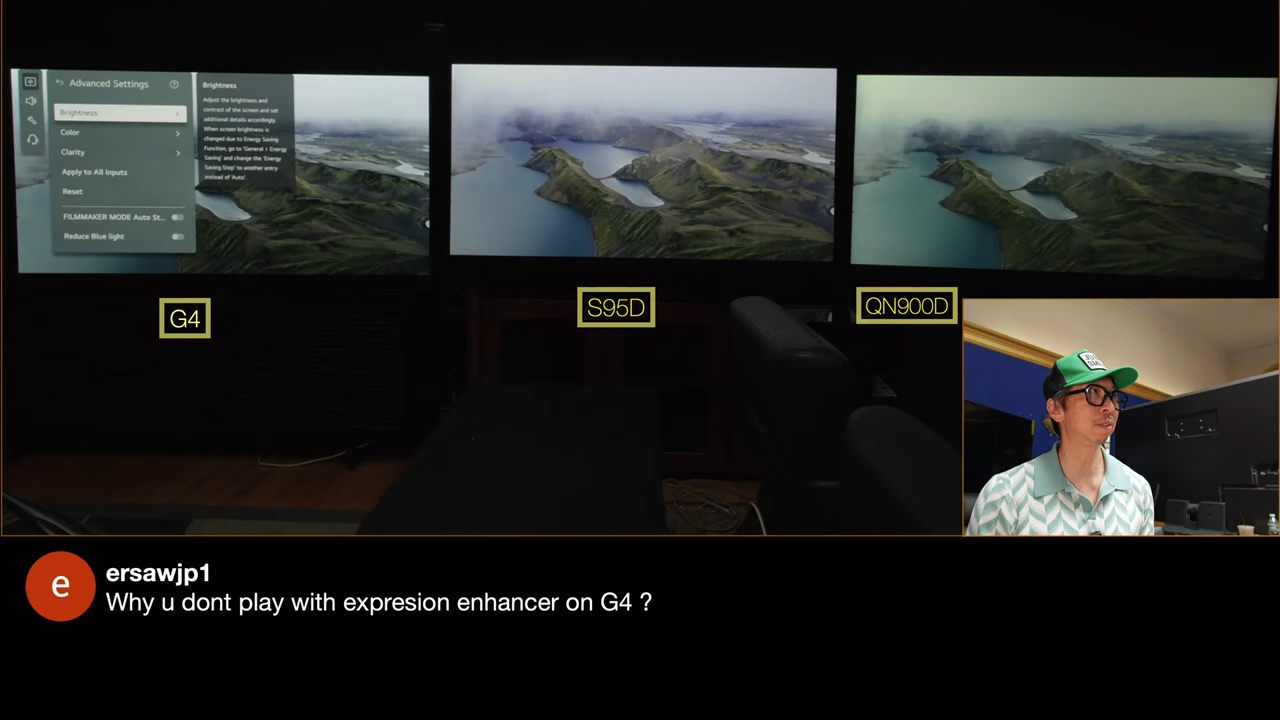 Advanced Settings
Brightness
Color
Clarity
Apply to All Inputs
Reset
FILMMAKER MODE Auto St...
Reduce Blue light
Brightness
Adjust the brightness and
contrast of the screen and set
additional details accordingly.
When screen brightness is
changed due to Energy Saving
Function, go to 'General > Energy
Saving' and change the 'Energy
Saving Step' to another entry
instead of 'Auto'.
G4
S95D
QN900D
e
ersawjp1
Why u dont play with expresion enhancer on G4 ?